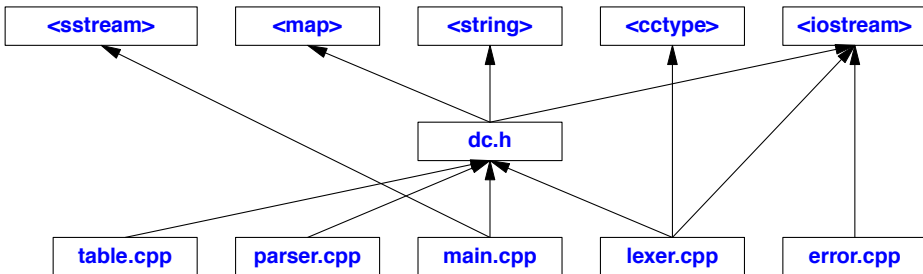 <sstream>
<map>
<string>
<cctype>
<iostream>
dc.h
table.cpp
parser.cpp
main.cpp
lexer.cpp
error.cpp